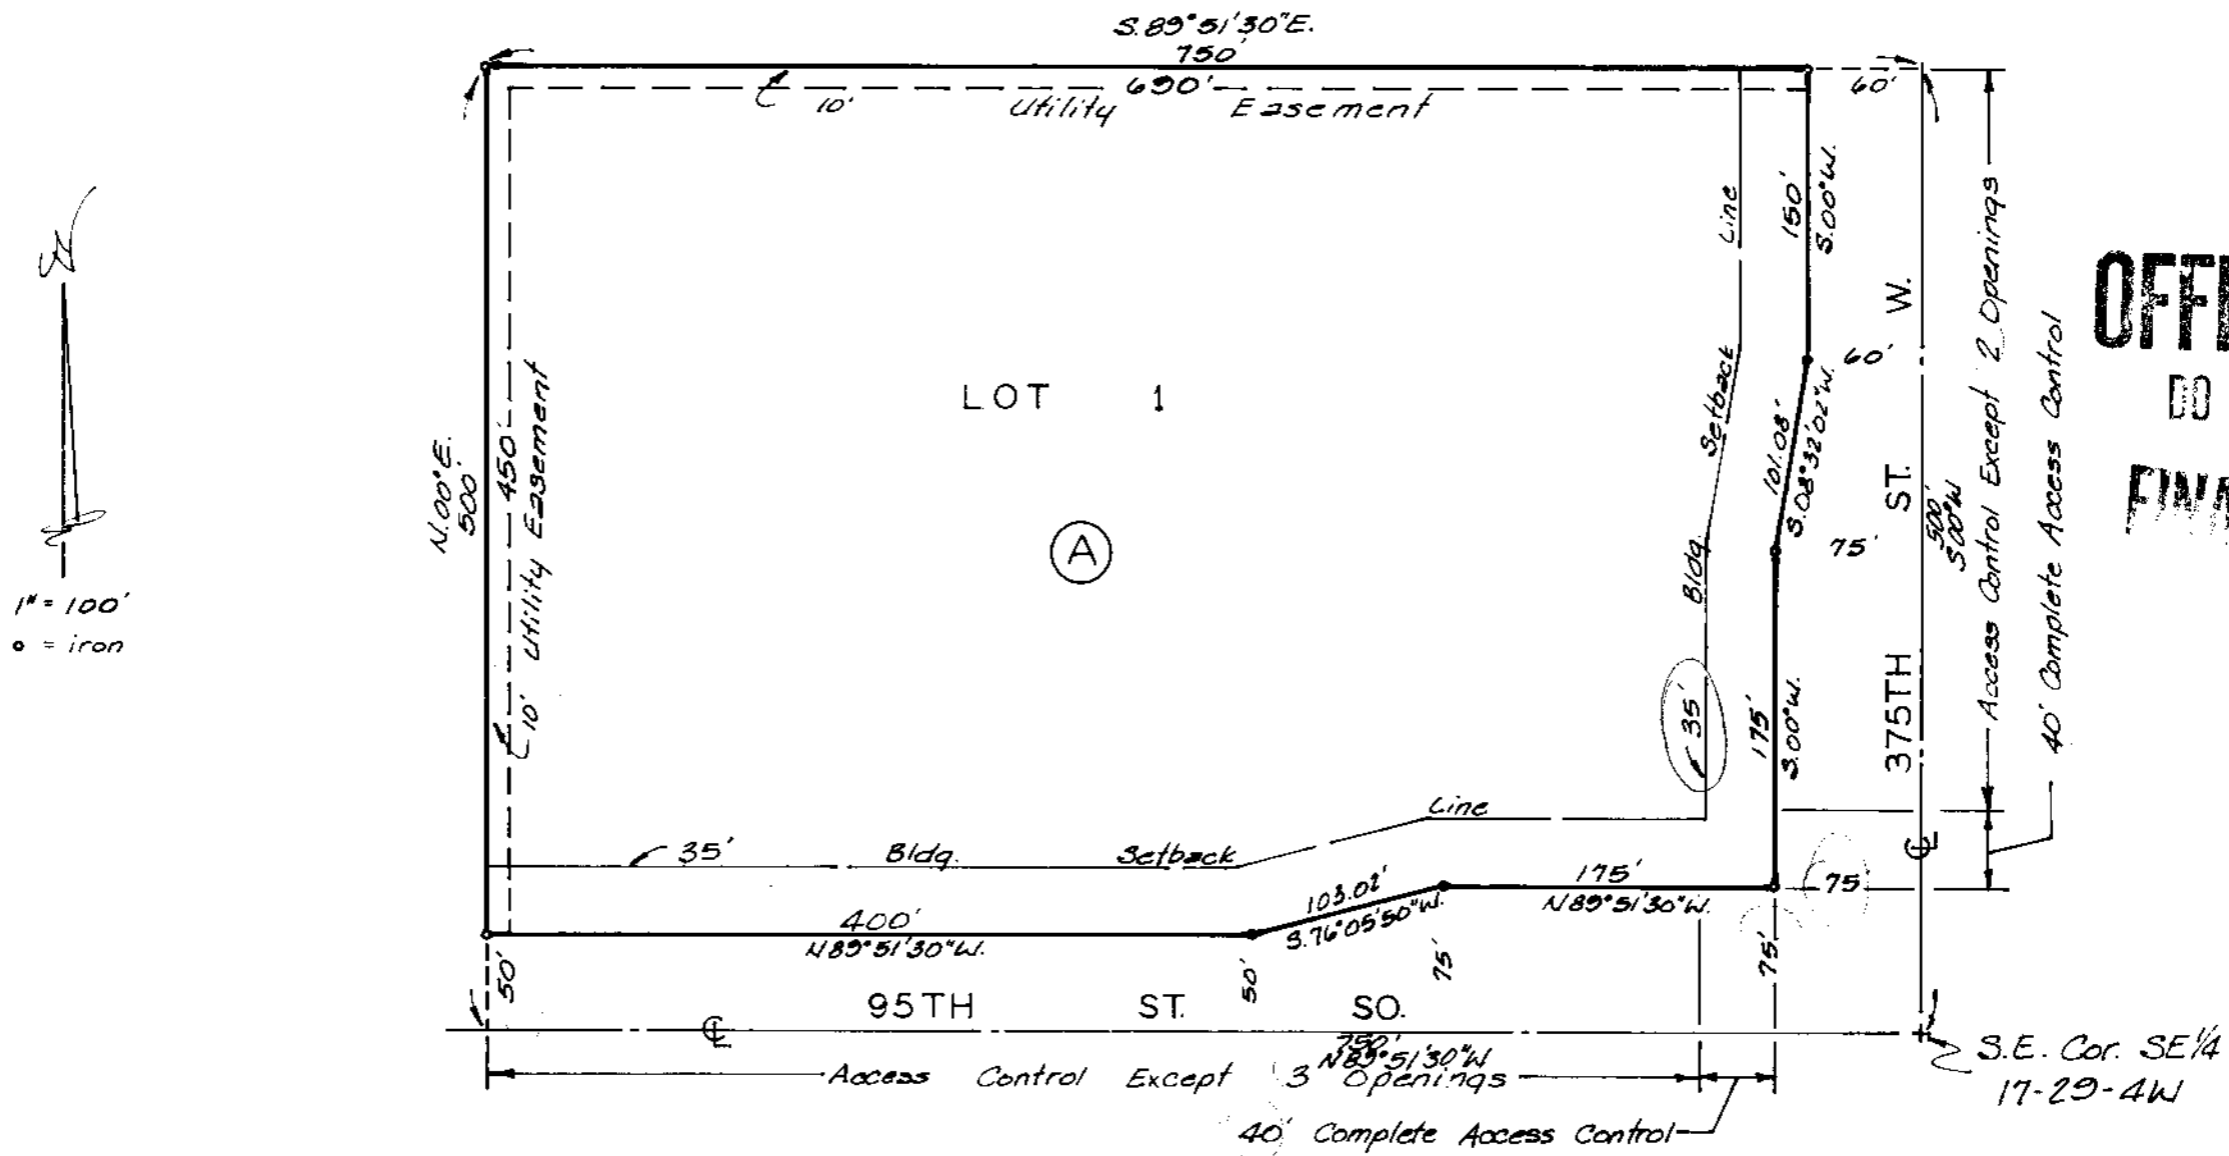 S.89°51'30"E.
750'
690'
10' Utility Easement
60'
N.00°E.
500'
450'
10' Utility Easement
1" = 100'
o = iron
LOT 1
A
Bldg. Setback Line
35'
150'
S.00°W.
60'
101.08'
S.08°32'02"W.
75'
175'
S.00°W.
375TH ST. W.
500'
S00°W
Access Control Except 2 Openings
40' Complete Access Control
DO
35' Bldg. Setback Line
400'
N89°51'30"W.
103.02'
S.76°05'50"W.
175'
N89°51'30"W.
75
50'
50'
75'
75'
95TH ST. SO.
℄
℄
750'
N89°51'30"W
Access Control Except 3 Openings
40' Complete Access Control
S.E. Cor. SE1/4
17-29-4W